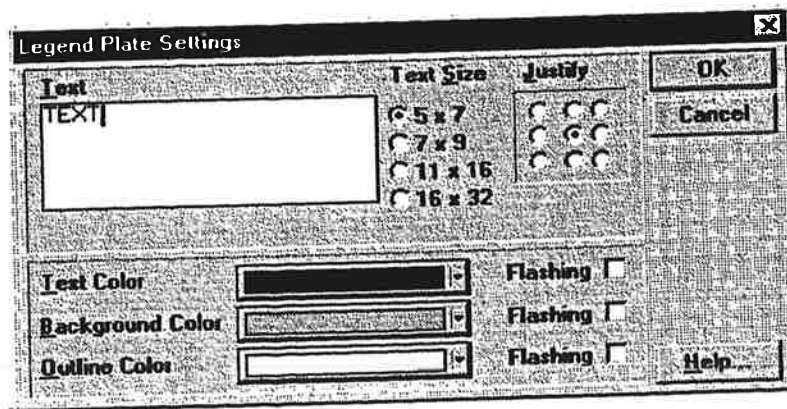 Legend Plate Settings
Text
TEXT
Text Size
5 x 7
7 x 9
11 x 16
16 x 32
Justify
OK
Cancel
Text Color
Flashing
Background Color
Flashing
Outline Color
Flashing
Help...